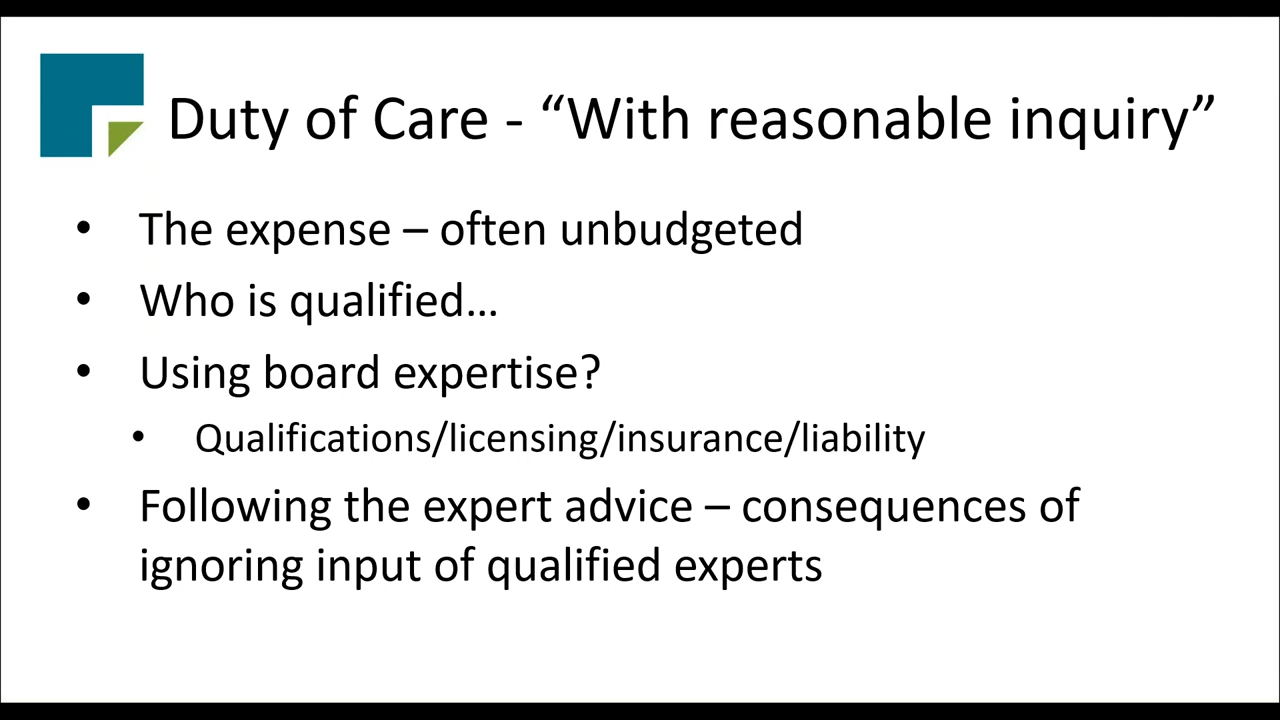 Duty of Care - “With reasonable inquiry”
• The expense – often unbudgeted
• Who is qualified…
• Using board expertise?
• Qualifications/licensing/insurance/liability
• Following the expert advice – consequences of
ignoring input of qualified experts